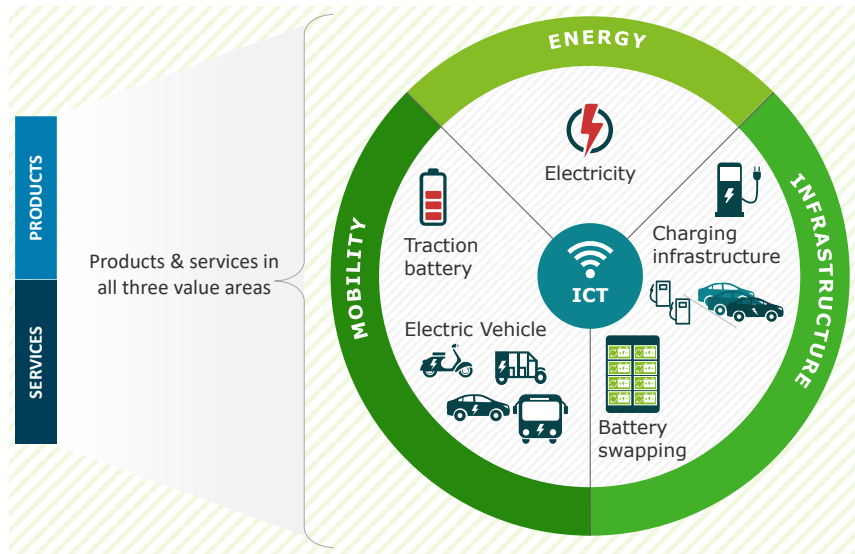 PRODUCTS
SERVICES
Products & services in
all three value areas
ENERGY
MOBILITY
INFRASTRUCTURE
Electricity
Traction
battery
Charging
infrastructure
ICT
Electric Vehicle
Battery
swapping